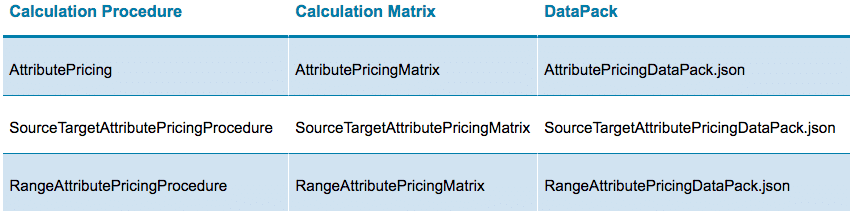 Calculation Procedure Calculation Matrix DataPack
AttributePricing AttributePricingMatrix AttributePricingDataPack.json
SourceTargetAttributePricingProcedure SourceTargetAttributePricingMatrix SourceTargetAttributePricingDataPack.json
RangeAttributePricingProcedure RangeAttributePricingMatrix RangeAttributePricingDataPack.json